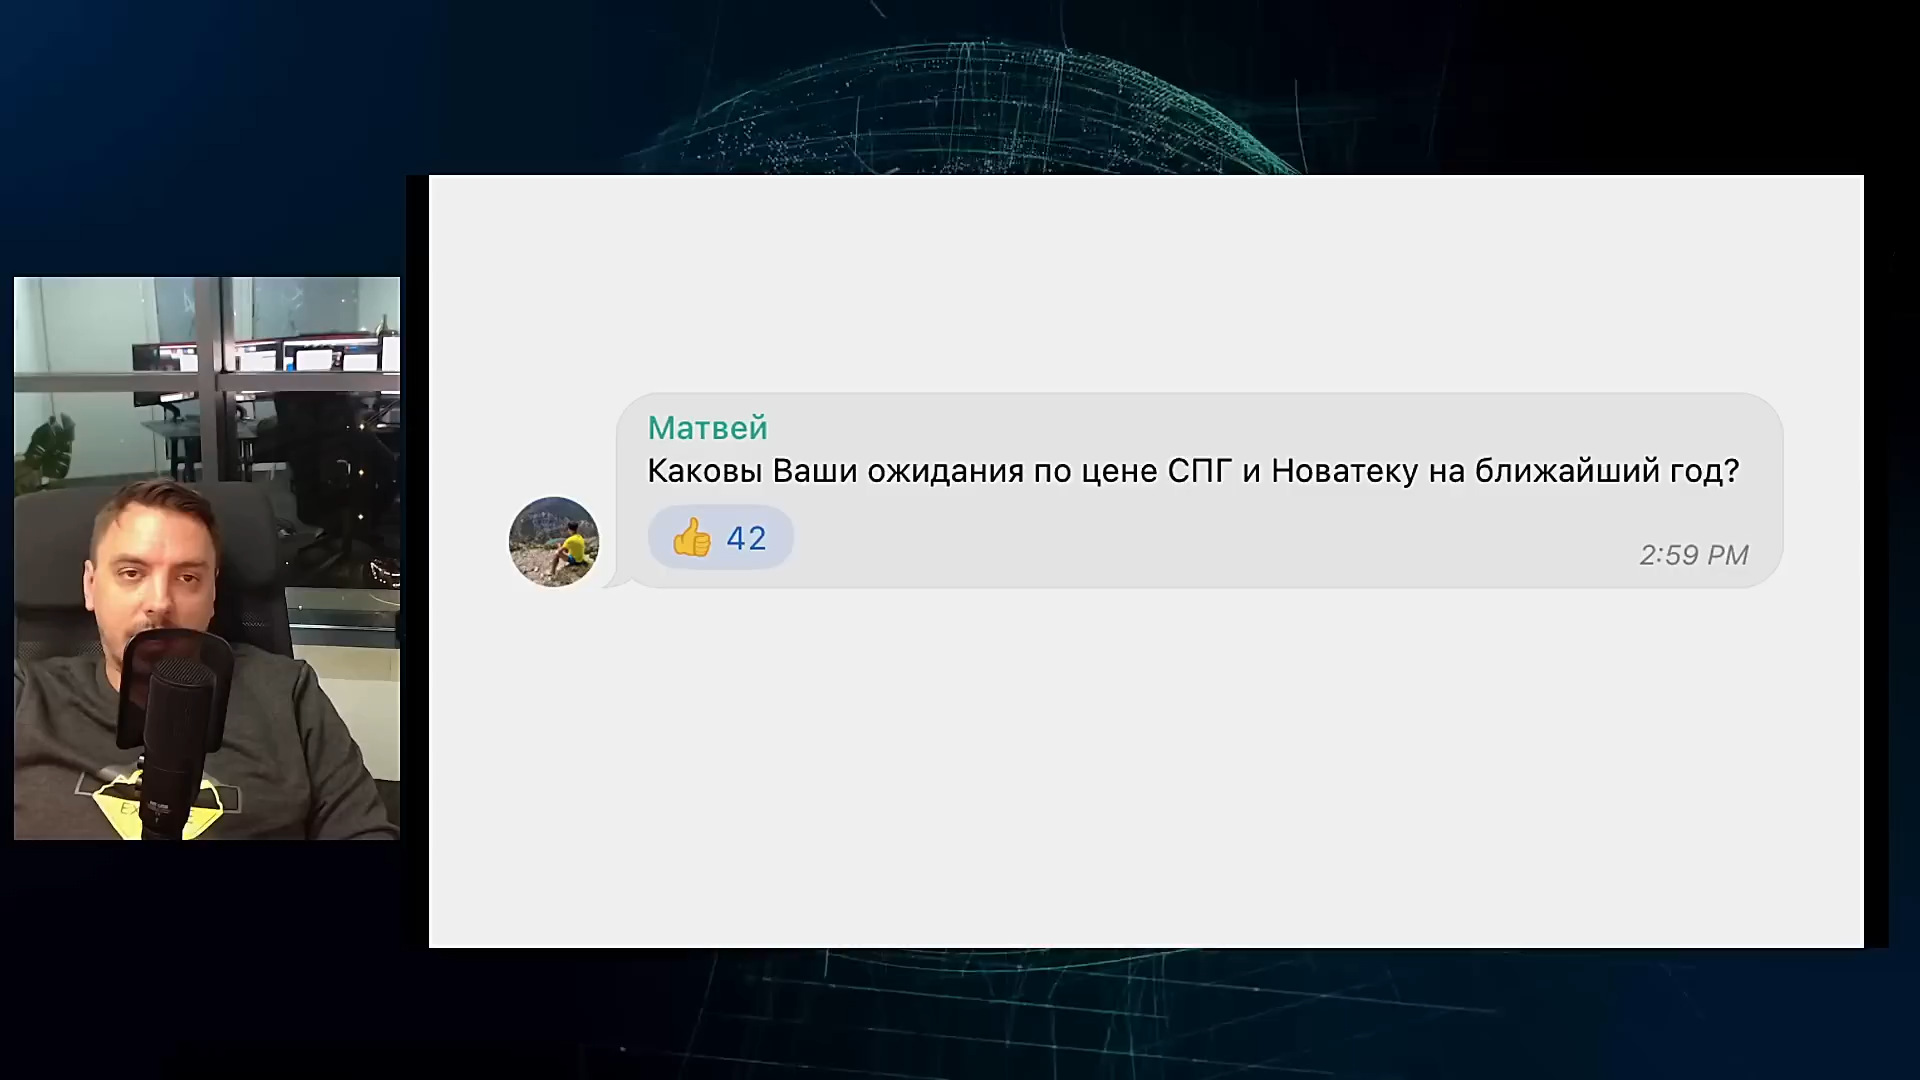 Матвей
Каковы Ваши ожидания по цене СПГ и Новатеку на ближайший год?
👍 42
2:59 PM